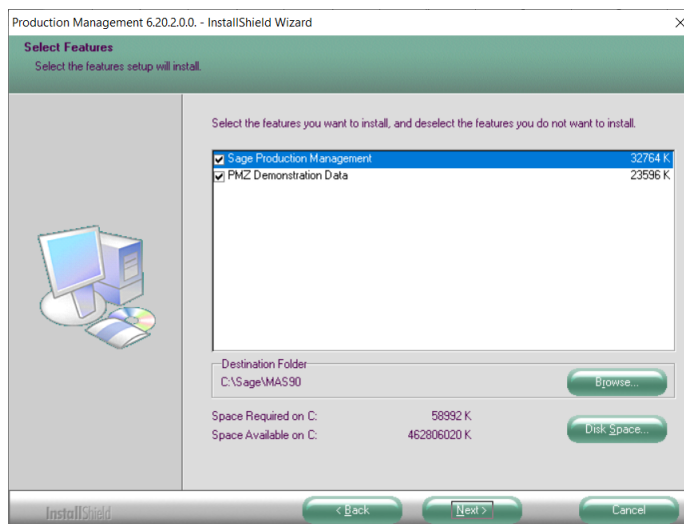 Production Management 6.20.2.0.0. - InstallShield Wizard
Select Features
Select the features setup will install.
Select the features you want to install, and deselect the features you do not want to install.
Sage Production Management 32764 K
PMZ Demonstration Data 23596 K
Destination Folder
C:\Sage\MAS90
Browse...
Space Required on C: 58992 K
Space Available on C: 462806020 K
Disk Space...
InstallShield
< Back Next > Cancel